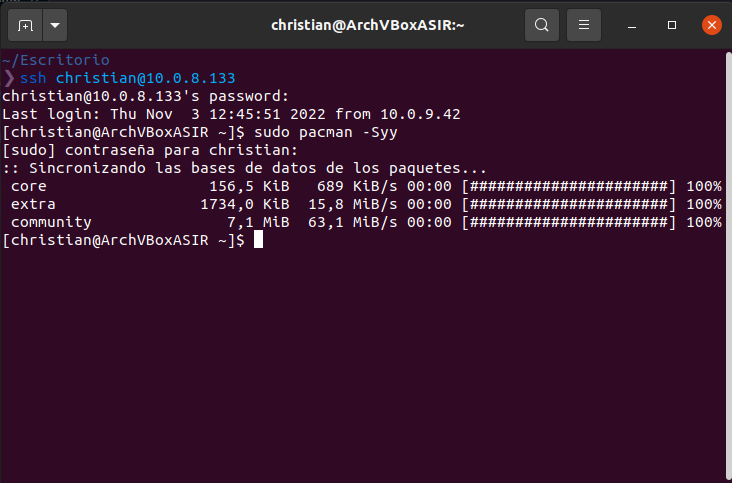 christian@ArchVBoxASIR:~
~/Escritorio
❯ ssh christian@10.0.8.133
christian@10.0.8.133's password:
Last login: Thu Nov  3 12:45:51 2022 from 10.0.9.42
[christian@ArchVBoxASIR ~]$ sudo pacman -Syy
[sudo] contraseña para christian:
:: Sincronizando las bases de datos de los paquetes...
 core                  156,5 KiB   689 KiB/s 00:00 [######################] 100%
 extra                1734,0 KiB  15,8 MiB/s 00:00 [######################] 100%
 community               7,1 MiB  63,1 MiB/s 00:00 [######################] 100%
[christian@ArchVBoxASIR ~]$